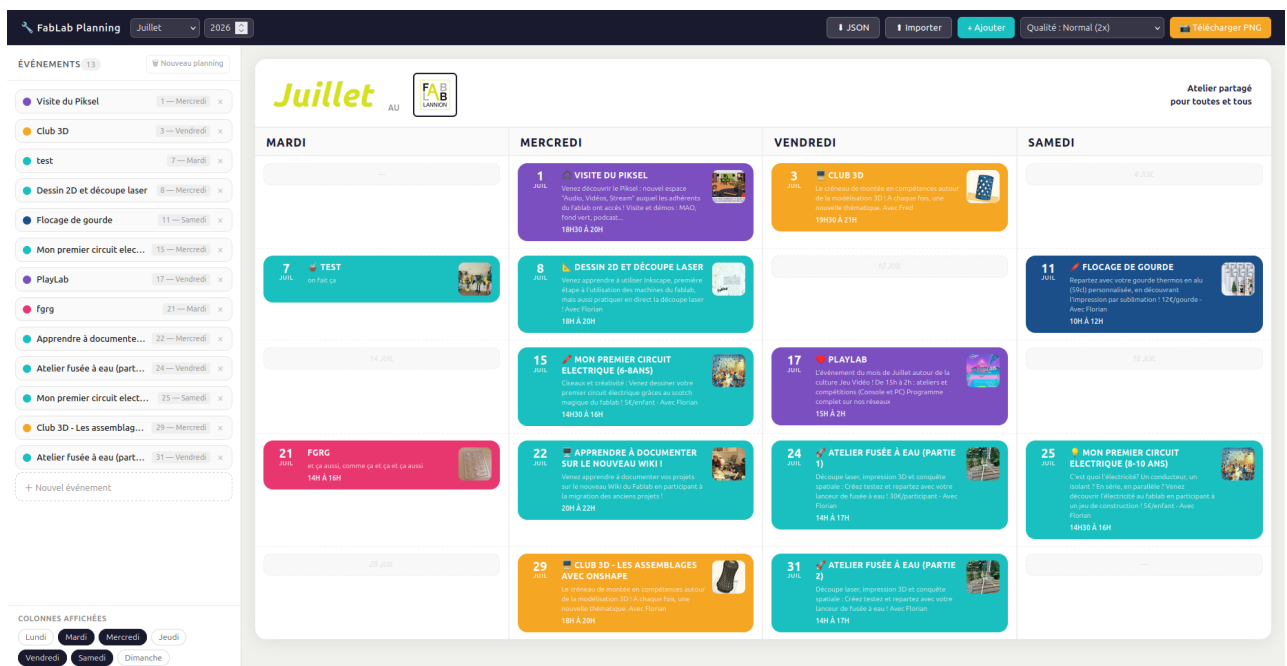 🔧 FabLab Planning Juillet 2026 ⬇ JSON ⬆ Importer + Ajouter Qualité : Normal (2x) 📸 Télécharger PNG
ÉVÉNEMENTS 13 🗑 Nouveau planning
Visite du Piksel 1 — Mercredi ×
Club 3D 3 — Vendredi ×
test 7 — Mardi ×
Dessin 2D et découpe laser 8 — Mercredi ×
Flocage de gourde 11 — Samedi ×
Mon premier circuit elec... 15 — Mercredi ×
PlayLab 17 — Vendredi ×
fgrg 21 — Mardi ×
Apprendre à documente... 22 — Mercredi ×
Atelier fusée à eau (part... 24 — Vendredi ×
Mon premier circuit elect... 25 — Samedi ×
Club 3D - Les assemblag... 29 — Mercredi ×
Atelier fusée à eau (part... 31 — Vendredi ×
+ Nouvel événement
COLONNES AFFICHÉES
Lundi Mardi Mercredi Jeudi
Vendredi Samedi Dimanche
Juillet AU
FAB
LAB
LANNION
Atelier partagé
pour toutes et tous
MARDI MERCREDI VENDREDI SAMEDI
—
1
JUIL
VISITE DU PIKSEL
Venez découvrir le Piksel : nouvel espace
"Audio, Vidéos, Stream" auquel les adhérents
du Fablab ont accès ! Visite et démos : MAO,
fond vert, podcast...
18H30 À 20H
3
JUIL
CLUB 3D
Le créneau de montée en compétences autour
de la modélisation 3D ! A chaque fois, une
nouvelle thématique. Avec Fred
19H30 À 21H
4 JUIL
7
JUIL
TEST
on fait ça
8
JUIL
DESSIN 2D ET DÉCOUPE LASER
Venez apprendre à utiliser Inkscape, première
étape à l'utilisation des machines du fablab,
mais aussi pratiquer en direct la découpe laser
! Avec Florian
18H À 20H
10 JUIL
11
JUIL
FLOCAGE DE GOURDE
Repartez avec votre gourde thermos en alu
(59cl) personnalisée, en découvrant
l'impression par sublimation ! 12€/gourde -
Avec Florian
10H À 12H
14 JUIL
15
JUIL
MON PREMIER CIRCUIT
ELECTRIQUE (6-8ANS)
Ciseaux et créativité : Venez dessiner votre
premier circuit électrique grâces au scotch
magique du fablab ! 5€/enfant - Avec Florian
14H30 À 16H
17
JUIL
PLAYLAB
L'événement du mois de Juillet autour de la
culture Jeu Vidéo ! De 15h à 2h : ateliers et
compétitions (Console et PC) Programme
complet sur nos réseaux
15H À 2H
18 JUIL
21
JUIL
FGRG
et ça aussi, comme ça et ça et ça aussi
14H À 16H
22
JUIL
APPRENDRE À DOCUMENTER
SUR LE NOUVEAU WIKI !
Venez apprendre à documenter vos projets
sur le nouveau Wiki du Fablab en participant à
la migration des anciens projets !
20H À 22H
24
JUIL
ATELIER FUSÉE À EAU (PARTIE
1)
Découpe laser, impression 3D et conquête
spatiale : Créez testez et repartez avec votre
lanceur de fusée à eau ! 30€/participant - Avec
Florian
14H À 17H
25
JUIL
MON PREMIER CIRCUIT
ELECTRIQUE (8-10 ANS)
C'est quoi l'électricité? Un conducteur, un
isolant ? En série, en parallèle ? Venez
découvrir l'électricité au fablab en participant à
un jeu de construction ! 5€/enfant - Avec
Florian
14H30 À 16H
28 JUIL
29
JUIL
CLUB 3D - LES ASSEMBLAGES
AVEC ONSHAPE
Le créneau de montée en compétences autour
de la modélisation 3D ! A chaque fois, une
nouvelle thématique. Avec Florian
18H À 20H
31
JUIL
ATELIER FUSÉE À EAU (PARTIE
2)
Découpe laser, impression 3D et conquête
spatiale : Créez testez et repartez avec votre
lanceur de fusée à eau ! Avec Florian
14H À 17H
—